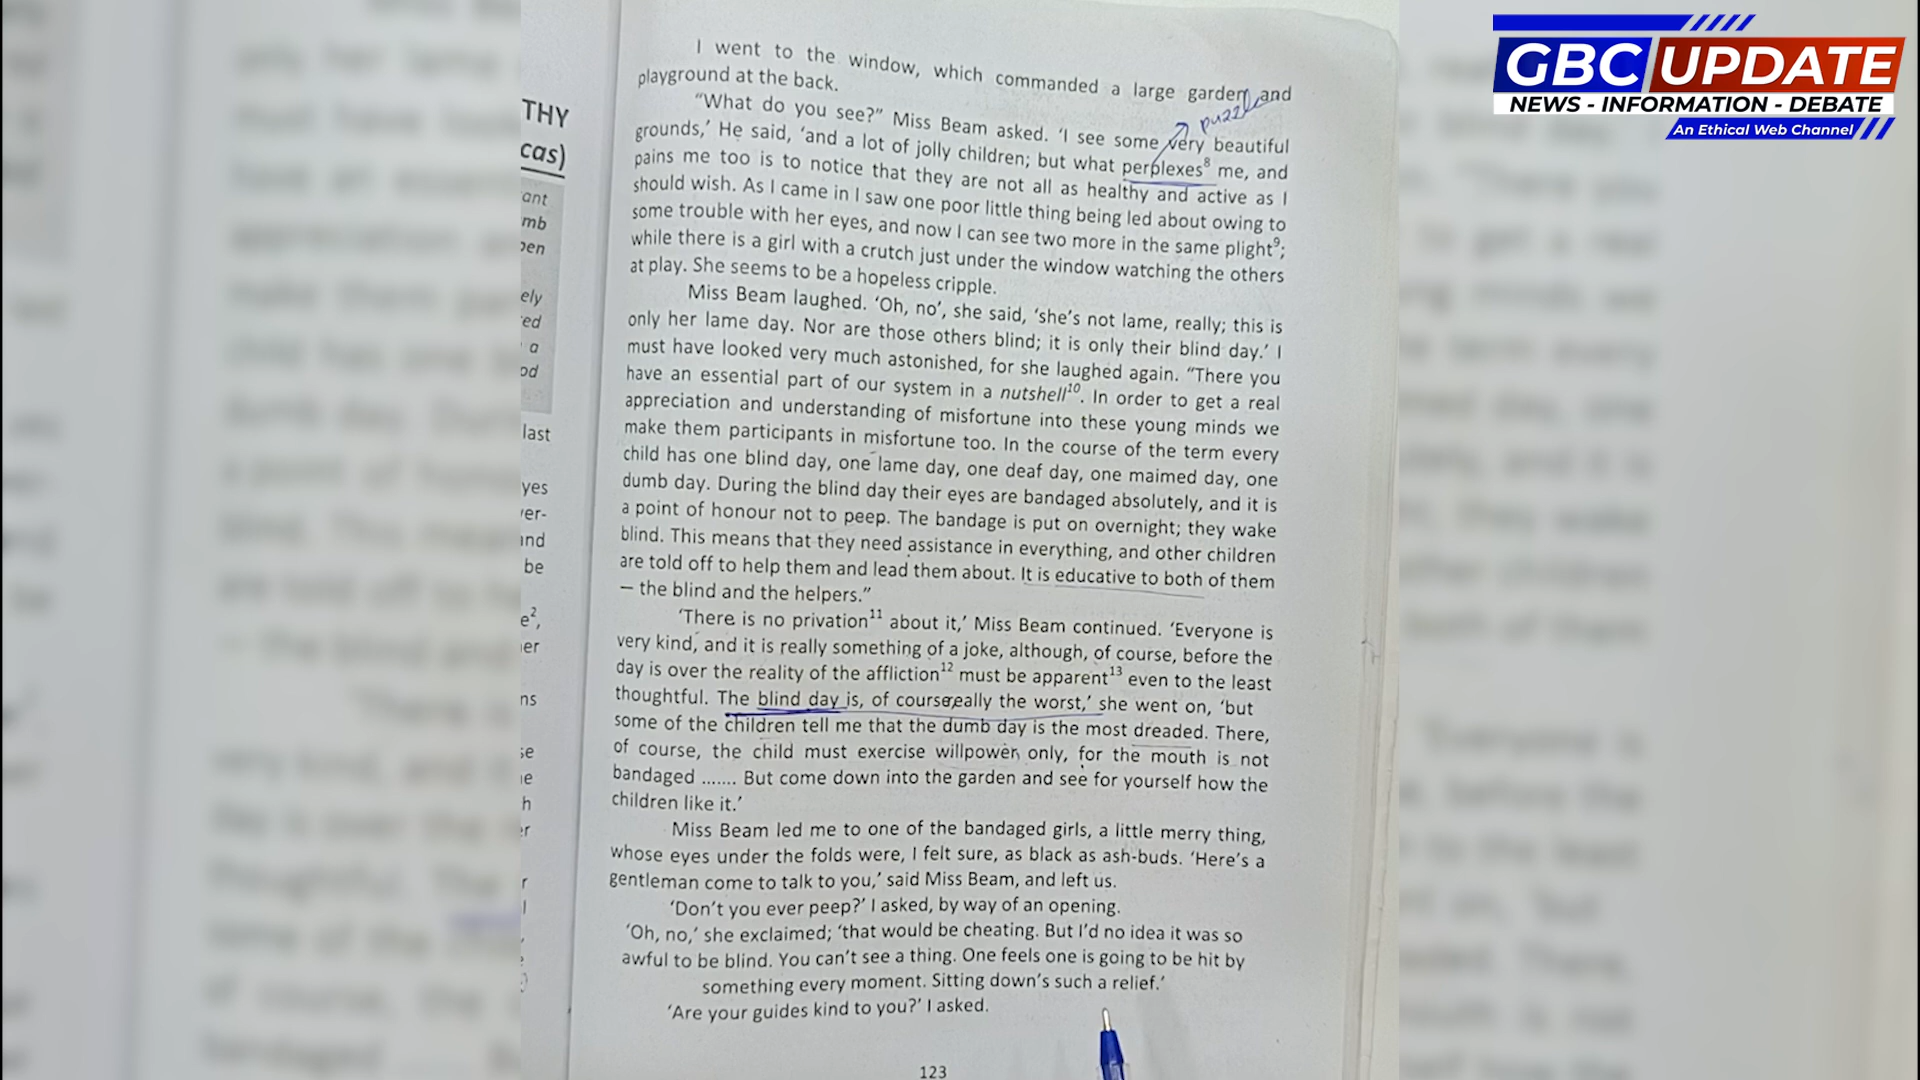 GBC UPDATE
NEWS - INFORMATION - DEBATE
An Ethical Web Channel
THY
cas)
ant
mb
pen
ely
red
a
od
last
yes
ver-
and
be
e²,
her
ns
se
ne
h
er
r
puzzle
I went to the window, which commanded a large garden and
playground at the back.
“What do you see?” Miss Beam asked. ‘I see some very beautiful
grounds,’ He said, ‘and a lot of jolly children; but what perplexes⁸ me, and
pains me too is to notice that they are not all as healthy and active as I
should wish. As I came in I saw one poor little thing being led about owing to
some trouble with her eyes, and now I can see two more in the same plight⁹;
while there is a girl with a crutch just under the window watching the others
at play. She seems to be a hopeless cripple.
Miss Beam laughed. ‘Oh, no’, she said, ‘she’s not lame, really; this is
only her lame day. Nor are those others blind; it is only their blind day.’ I
must have looked very much astonished, for she laughed again. “There you
have an essential part of our system in a nutshell¹⁰. In order to get a real
appreciation and understanding of misfortune into these young minds we
make them participants in misfortune too. In the course of the term every
child has one blind day, one lame day, one deaf day, one maimed day, one
dumb day. During the blind day their eyes are bandaged absolutely, and it is
a point of honour not to peep. The bandage is put on overnight; they wake
blind. This means that they need assistance in everything, and other children
are told off to help them and lead them about. It is educative to both of them
– the blind and the helpers.”
‘There is no privation¹¹ about it,’ Miss Beam continued. ‘Everyone is
very kind, and it is really something of a joke, although, of course, before the
day is over the reality of the affliction¹² must be apparent¹³ even to the least
thoughtful. The blind day is, of course,really the worst,’ she went on, ‘but
some of the children tell me that the dumb day is the most dreaded. There,
of course, the child must exercise willpower only, for the mouth is not
bandaged ....... But come down into the garden and see for yourself how the
children like it.’
Miss Beam led me to one of the bandaged girls, a little merry thing,
whose eyes under the folds were, I felt sure, as black as ash-buds. ‘Here’s a
gentleman come to talk to you,’ said Miss Beam, and left us.
‘Don’t you ever peep?’ I asked, by way of an opening.
‘Oh, no,’ she exclaimed; ‘that would be cheating. But I’d no idea it was so
awful to be blind. You can’t see a thing. One feels one is going to be hit by
something every moment. Sitting down’s such a relief.’
‘Are your guides kind to you?’ I asked.
123